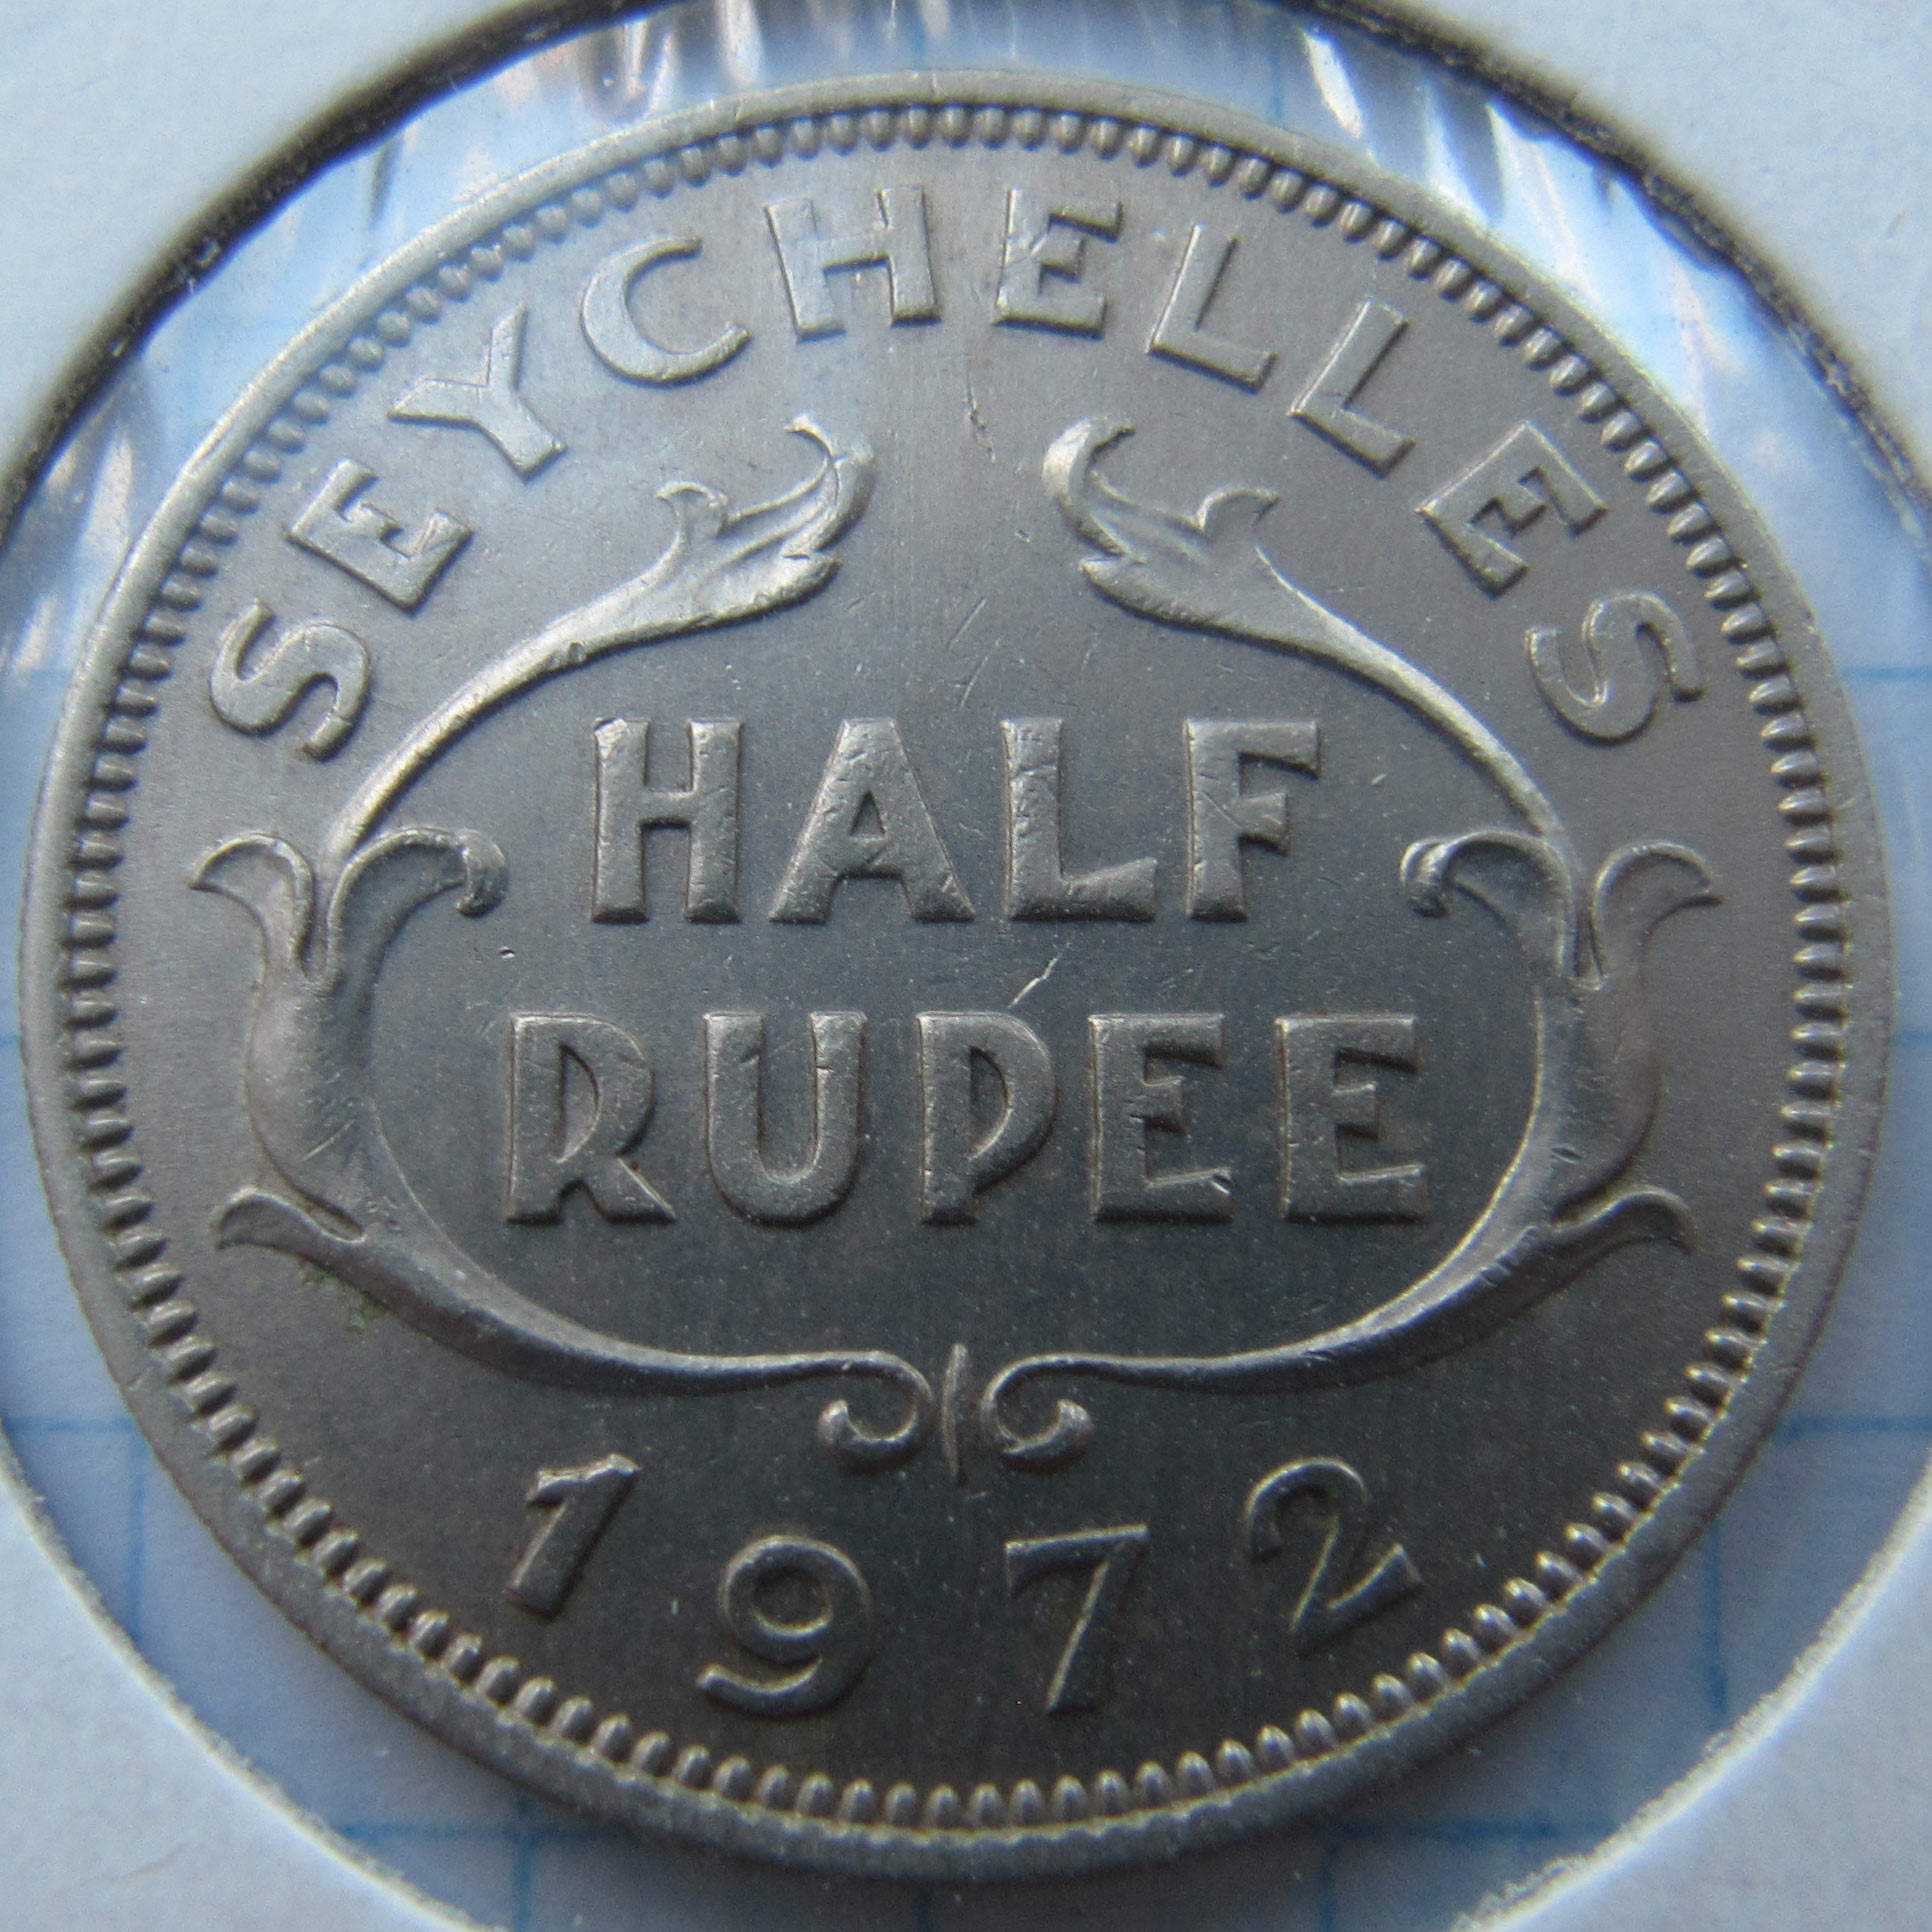 SEYCHELLES
HALF
RUPEE
1972